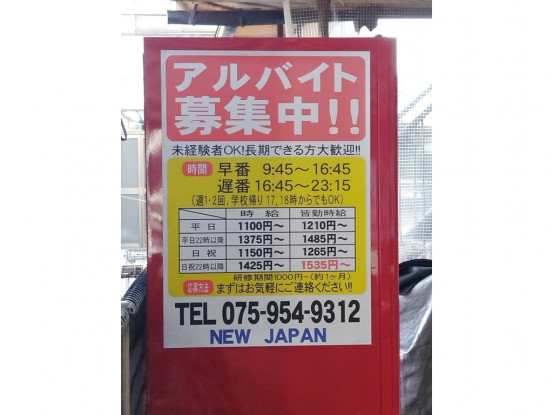 アルバイト
募集中!!
未経験者OK!長期できる方大歓迎!!
時間 早番 9:45～16:45
遅番 16:45～23:15
(週1・2回、学校帰り17,18時からでもOK)
時給 皆勤時給
平日 1100円～ 1210円～
平日22時以降 1375円～ 1485円～
日祝 1150円～ 1265円～
日祝22時以降 1425円～ 1535円～
研修期間1000円～(約1ヶ月)
応募方法 まずはお気軽にご連絡ください!!
TEL 075-954-9312
NEW JAPAN